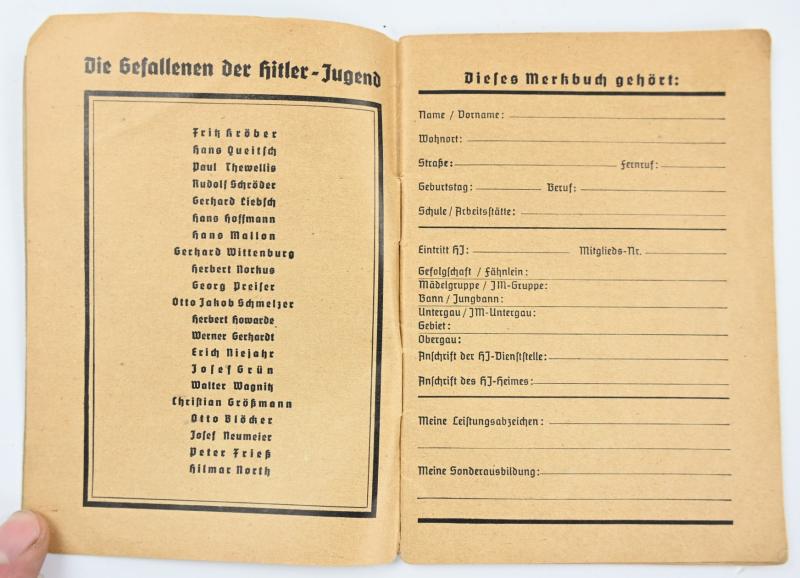 Die Gefallenen der Hitler-Jugend
Fritz Kröber
Hans Queitsch
Paul Thewellis
Rudolf Schröder
Gerhard Liebsch
Hans Hoffmann
Hans Mallon
Gerhard Wittenburg
Herbert Norkus
Georg Preiser
Otto Jakob Schmelzer
Herbert Howarde
Werner Gerhardt
Erich Niejahr
Josef Grün
Walter Wagnitz
Christian Größmann
Otto Blöcker
Josef Neumeier
Peter Frieß
Hilmar North
Dieses Merkbuch gehört:
Name / Vorname:
Wohnort:
Straße: Fernruf:
Geburtstag: Beruf:
Schule / Arbeitsstätte:
Eintritt HJ: Mitglieds-Nr.
Gefolgschaft / Fähnlein:
Mädelgruppe / JM-Gruppe:
Bann / Jungbann:
Untergau / JM-Untergau:
Gebiet:
Obergau:
Anschrift der HJ-Dienststelle:
Anschrift des HJ-Heimes:
Meine Leistungsabzeichen:
Meine Sonderausbildung: